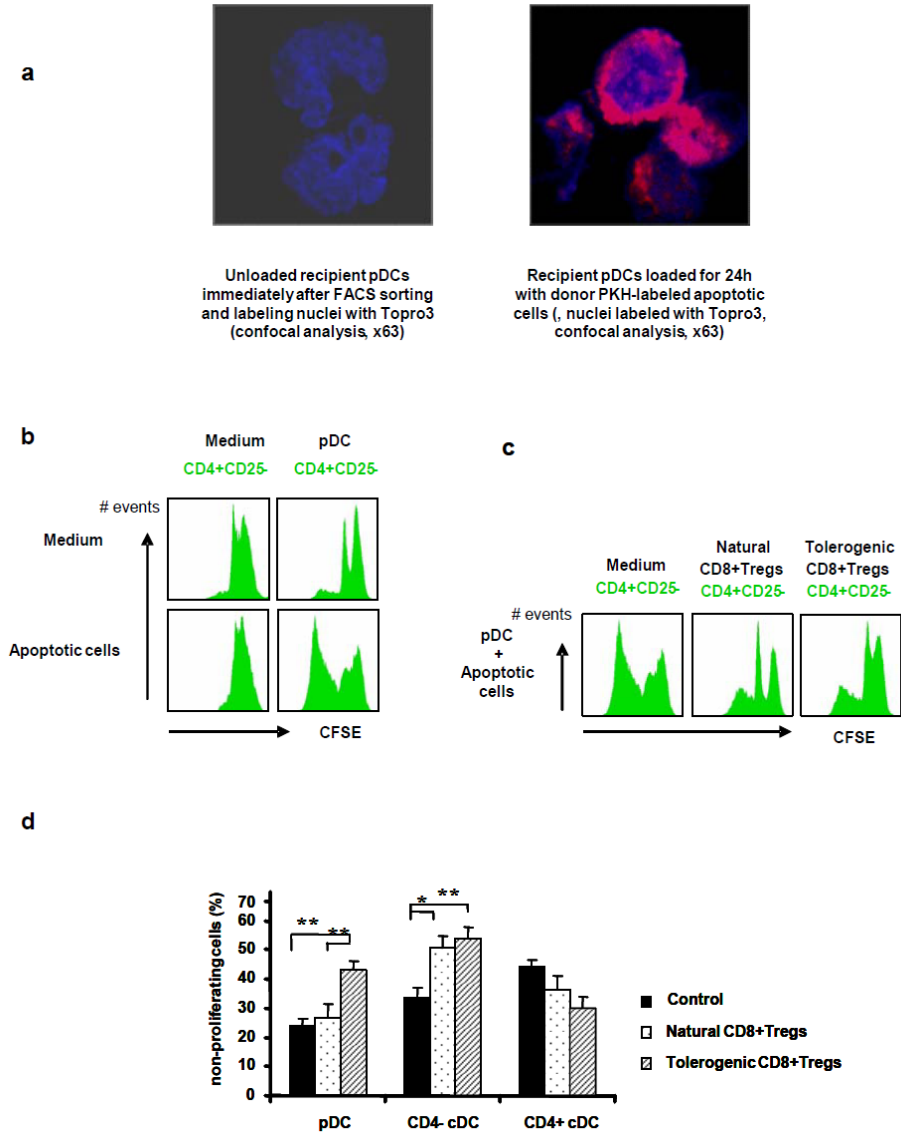 a
Unloaded recipient pDCs
immediately after FACS sorting
and labeling nuclei with Topro3
(confocal analysis, x63)
Recipient pDCs loaded for 24h
with donor PKH-labeled apoptotic
cells (, nuclei labeled with Topro3,
confocal analysis, x63)
b
Medium
pDC
CD4+CD25-
CD4+CD25-
# events
Medium
Apoptotic cells
CFSE
c
Medium
CD4+CD25-
Natural
CD8+Tregs
CD4+CD25-
Tolerogenic
CD8+Tregs
CD4+CD25-
# events
pDC
+
Apoptotic
cells
CFSE
d
non-proliferating cells (%)
70
60
50
40
30
20
10
0
**
**
*
**
pDC
CD4- cDC
CD4+ cDC
Control
Natural CD8+Tregs
Tolerogenic CD8+Tregs